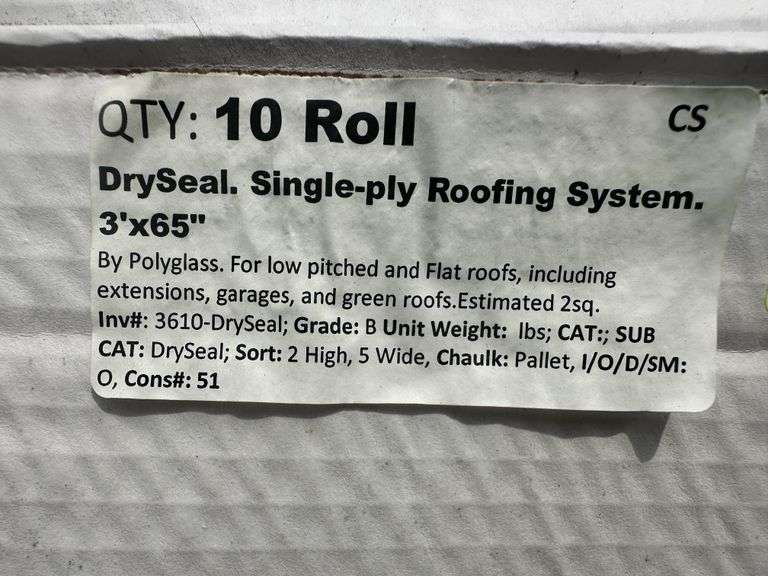 QTY: 10 Roll
CS
DrySeal. Single-ply Roofing System.
3'x65"
By Polyglass. For low pitched and Flat roofs, including
extensions, garages, and green roofs.Estimated 2sq.
Inv#: 3610-DrySeal; Grade: B Unit Weight:  lbs; CAT:; SUB
CAT: DrySeal; Sort: 2 High, 5 Wide, Chaulk: Pallet, I/O/D/SM:
O, Cons#: 51